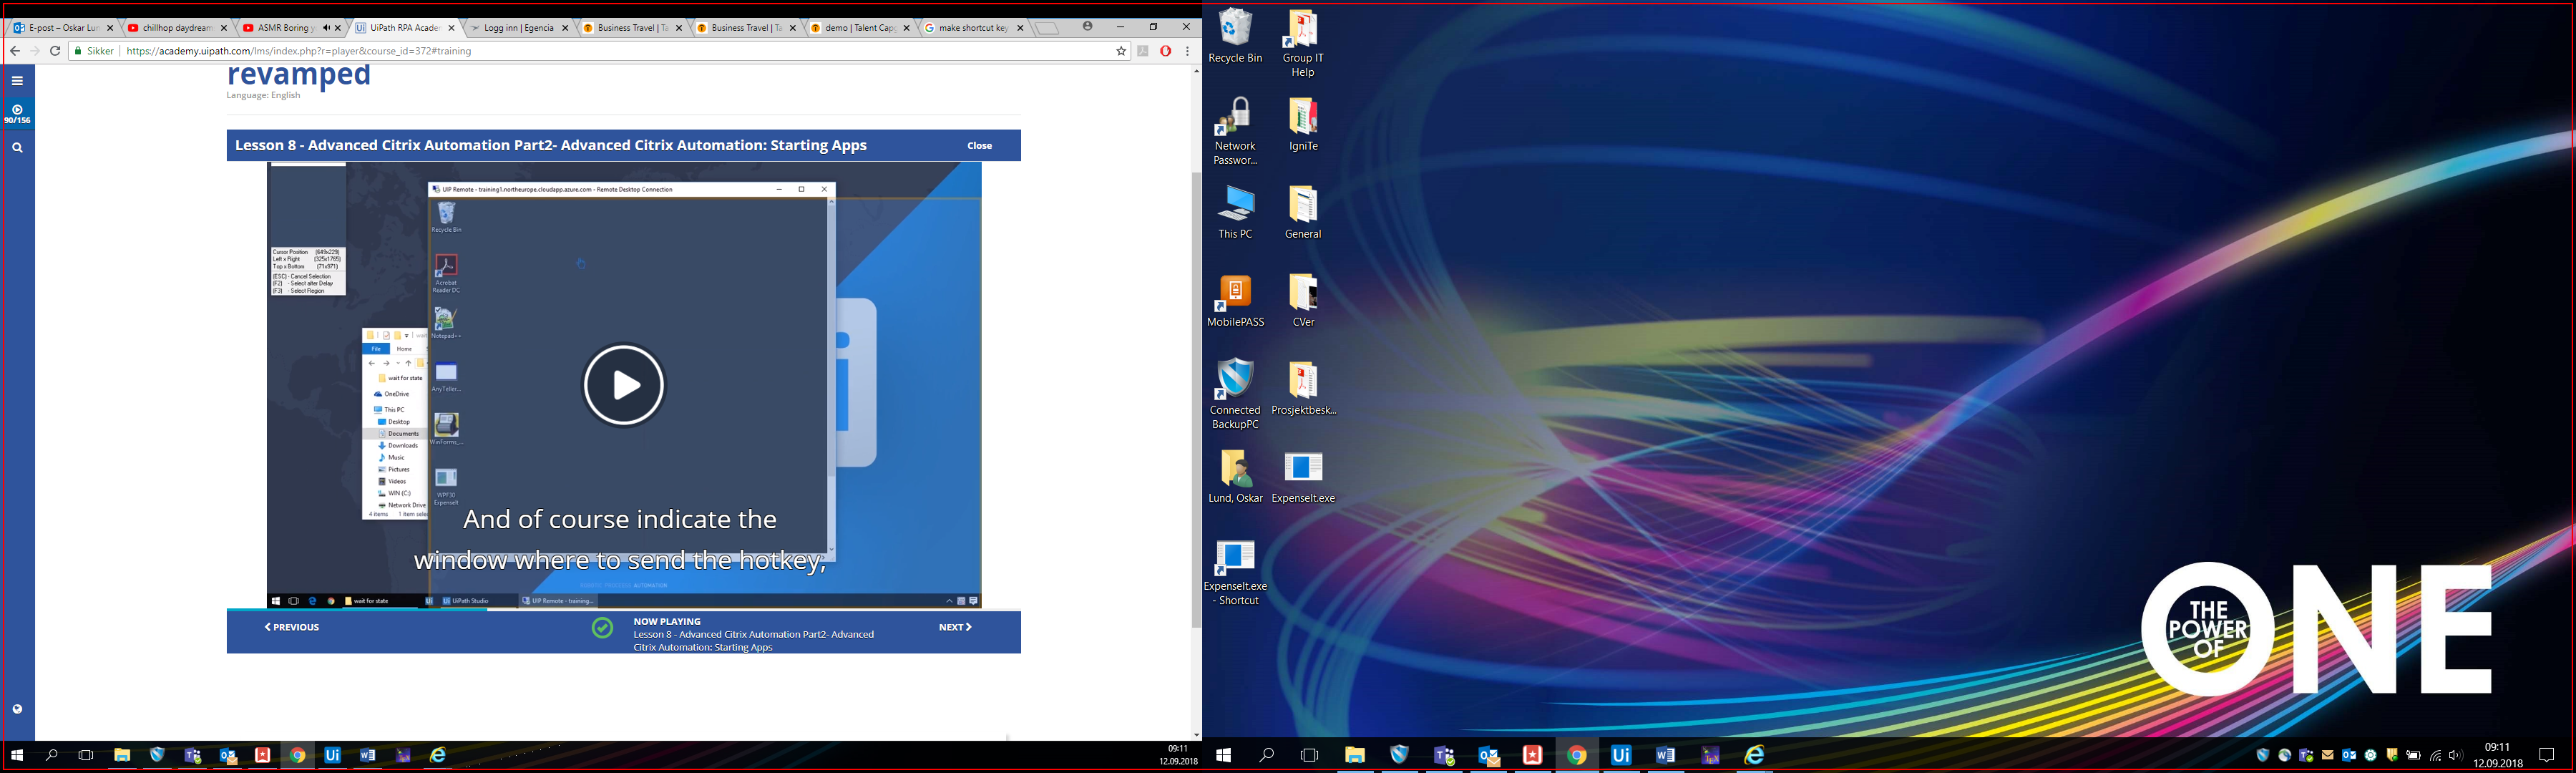 E-post – Oskar Lu
chillhop daydream
ASMR Boring
UiPath RPA Acade
Logg inn | Egencia
Business Travel | Ta
Business Travel | Ta
demo | Talent Cap
make shortcut key
Sikker
https://academy.uipath.com/lms/index.php?r=player&course_id=372#training
revamped
Language: English
90/156
Lesson 8 - Advanced Citrix Automation Part2- Advanced Citrix Automation: Starting Apps
Close
UIP Remote - training1.northeurope.cloudapp.azure.com - Remote Desktop Connection
Recycle Bin
Acrobat
Reader DC
Notepad++
AnyTeller...
WinForms_...
WPF30
ExpenseIt
Cursor Position (649x229)
Left x Right (325x1765)
Top x Bottom (71x971)
(ESC) - Cancel Selection
(F2) - Select after Delay
(F3) - Select Region
File
Home
wait for state
OneDrive
This PC
Desktop
Documents
Downloads
Music
Pictures
Videos
WIN (C:)
Network Drive
4 items
1 item sele
And of course indicate the
window where to send the hotkey,
AUTOMATION
wait for state
UiPath Studio
UIP Remote - training...
PREVIOUS
NOW PLAYING
Lesson 8 - Advanced Citrix Automation Part2- Advanced
Citrix Automation: Starting Apps
NEXT
09:11
12.09.2018
Recycle Bin
Group IT
Help
Network
Passwor...
IgniTe
This PC
General
MobilePASS
CVer
Connected
BackupPC
Prosjektbesk...
Lund, Oskar
ExpenseIt.exe
ExpenseIt.exe
- Shortcut
THE
POWER
OF
ONE
09:11
12.09.2018